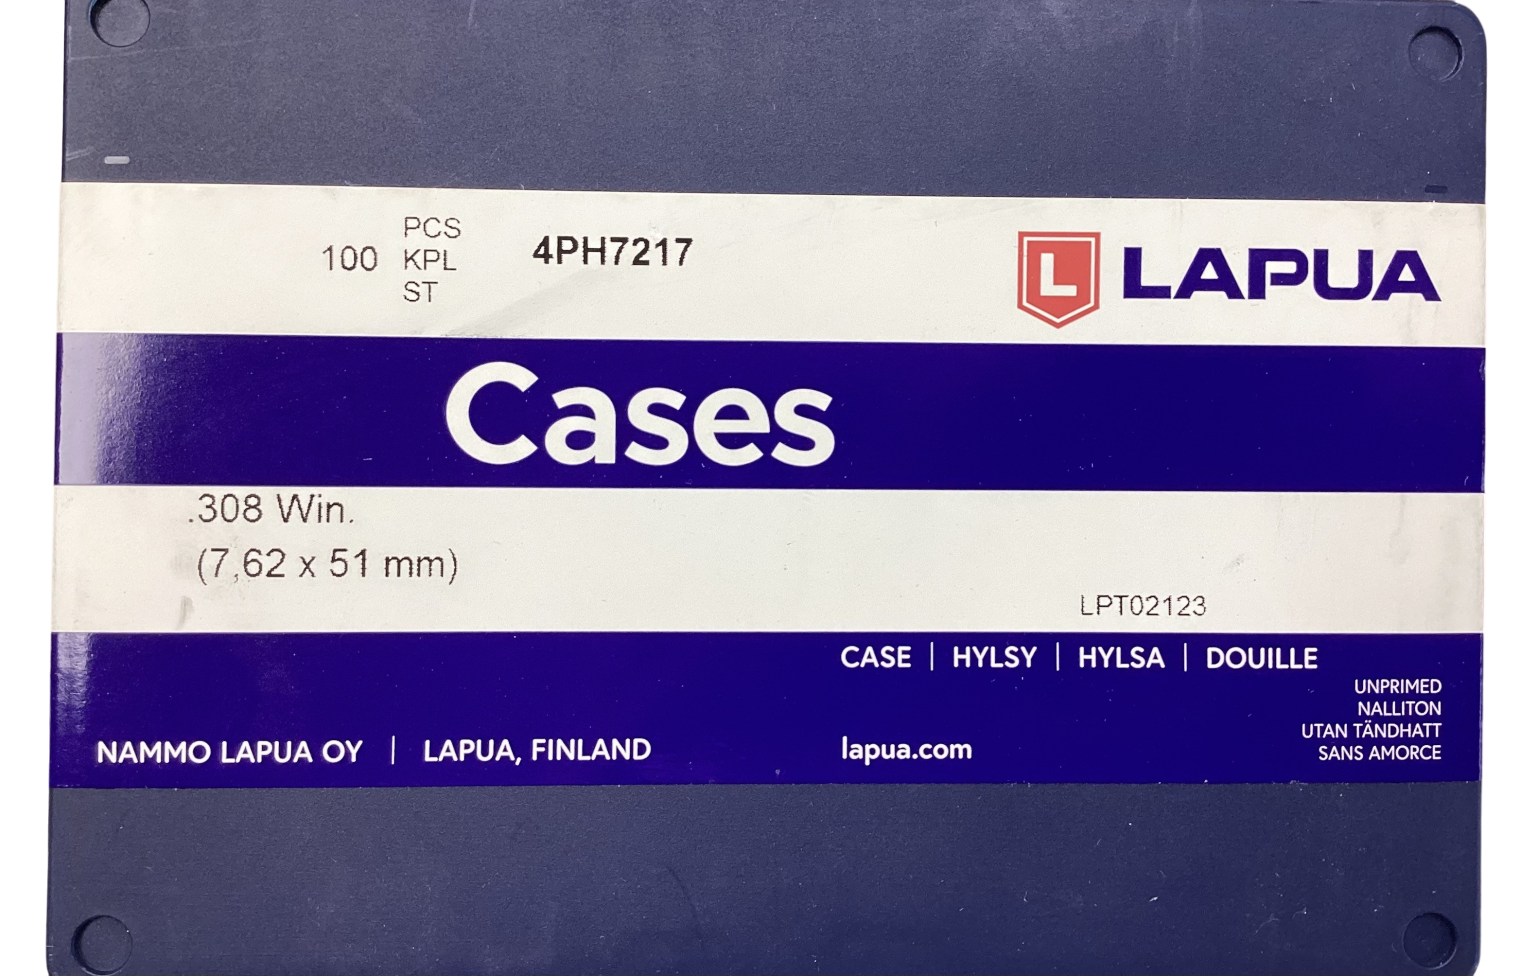 100
PCS
KPL
ST
4PH7217
L LAPUA
Cases
.308 Win.
(7,62 x 51 mm)
LPT02123
CASE | HYLSY | HYLSA | DOUILLE
UNPRIMED
NALLITON
UTAN TÄNDHATT
SANS AMORCE
NAMMO LAPUA OY | LAPUA, FINLAND
lapua.com